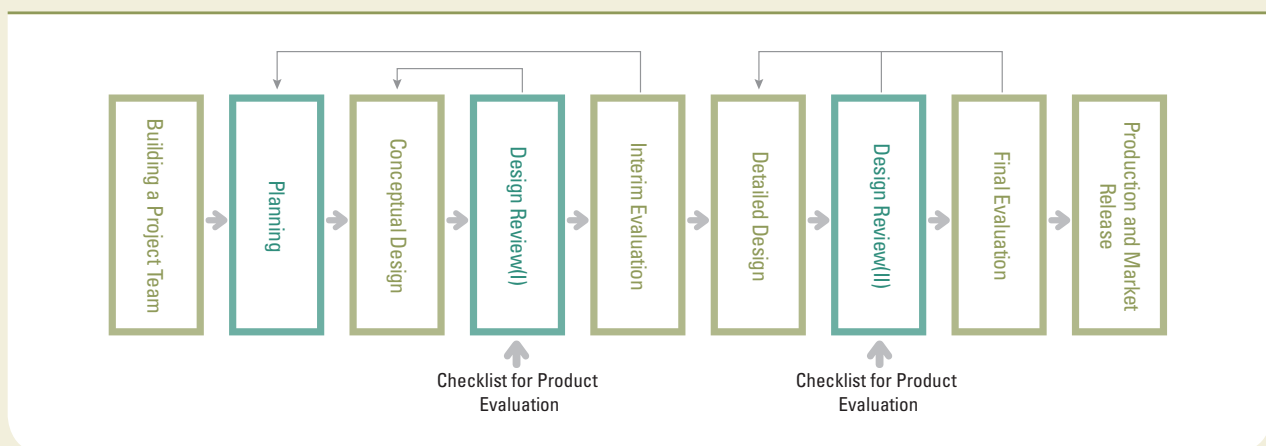 Building a Project Team
Planning
Conceptual Design
Design Review(I)
Interim Evaluation
Detailed Design
Design Review(II)
Final Evaluation
Production and Market
Release
Checklist for Product
Evaluation
Checklist for Product
Evaluation